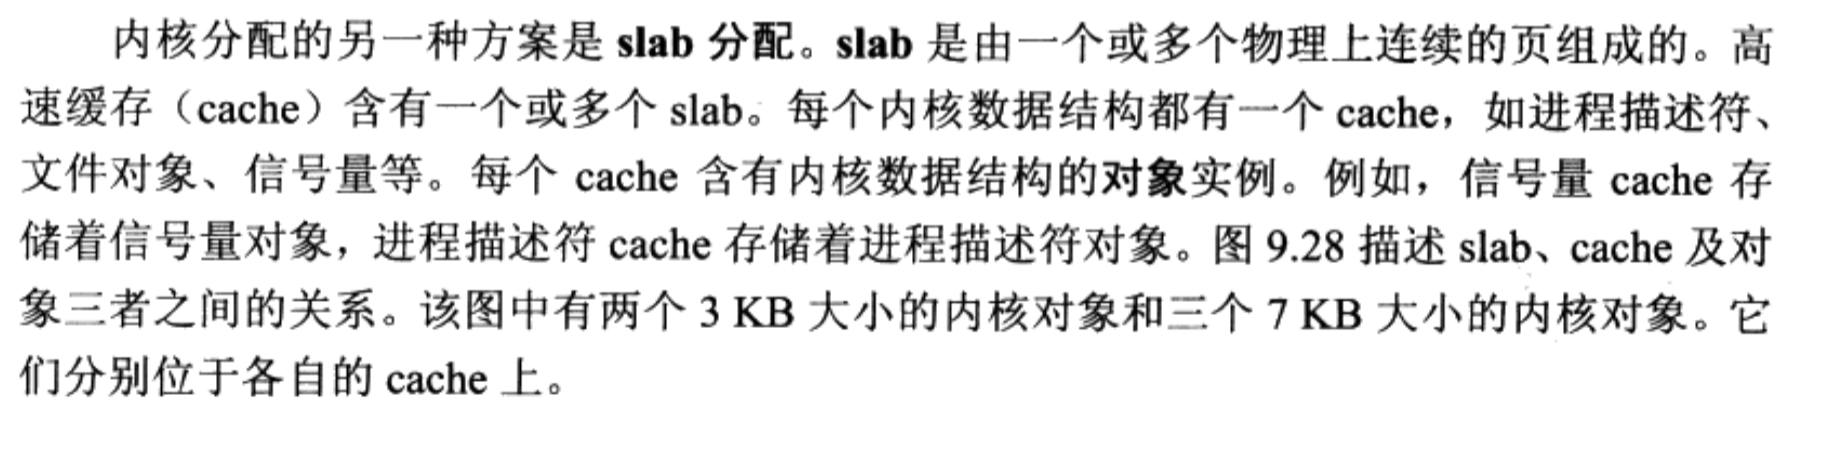 内核分配的另一种方案是 slab 分配。slab 是由一个或多个物理上连续的页组成的。高
速缓存（cache）含有一个或多个 slab。每个内核数据结构都有一个 cache，如进程描述符、
文件对象、信号量等。每个 cache 含有内核数据结构的对象实例。例如，信号量 cache 存
储着信号量对象，进程描述符 cache 存储着进程描述符对象。图 9.28 描述 slab、cache 及对
象三者之间的关系。该图中有两个 3 KB 大小的内核对象和三个 7 KB 大小的内核对象。它
们分别位于各自的 cache 上。